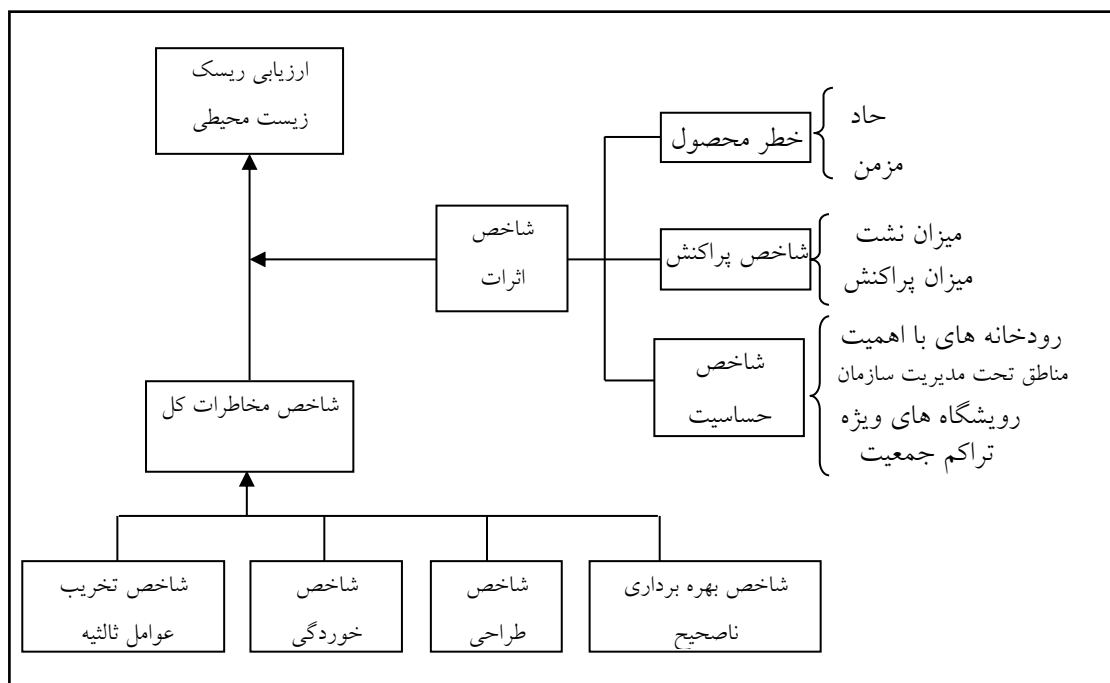 ارزیابی ریسک
زیست محیطی
خطر محصول
حاد
مزمن
شاخص
اثرات
شاخص پراکنش
میزان نشت
میزان پراکنش
شاخص
حساسیت
رودخانه های با اهمیت
مناطق تحت مدیریت سازمان
رویشگاه های ویژه
تراکم جمعیت
شاخص مخاطرات کل
شاخص بهره برداری
ناصحیح
شاخص
طراحی
شاخص
خوردگی
شاخص تخریب
عوامل ثالثیه